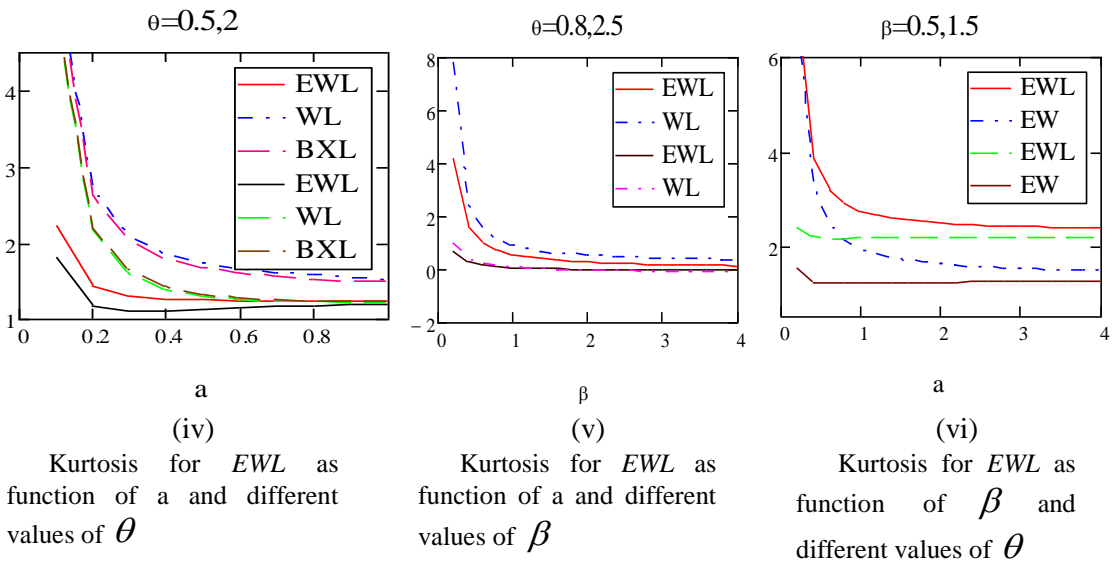 θ=0.5,2
4
3
2
1
0
0.2
0.4
0.6
0.8
EWL
WL
BXL
EWL
WL
BXL
a
(iv)
Kurtosis for EWL as
function of a and different
values of θ
θ=0.8,2.5
8
6
4
2
0
− 2
0
1
2
3
4
EWL
WL
EWL
WL
β
(v)
Kurtosis for EWL as
function of a and different
values of β
β=0.5,1.5
6
4
2
0
1
2
3
4
EWL
EW
EWL
EW
a
(vi)
Kurtosis for EWL as
function of β and
different values of θ